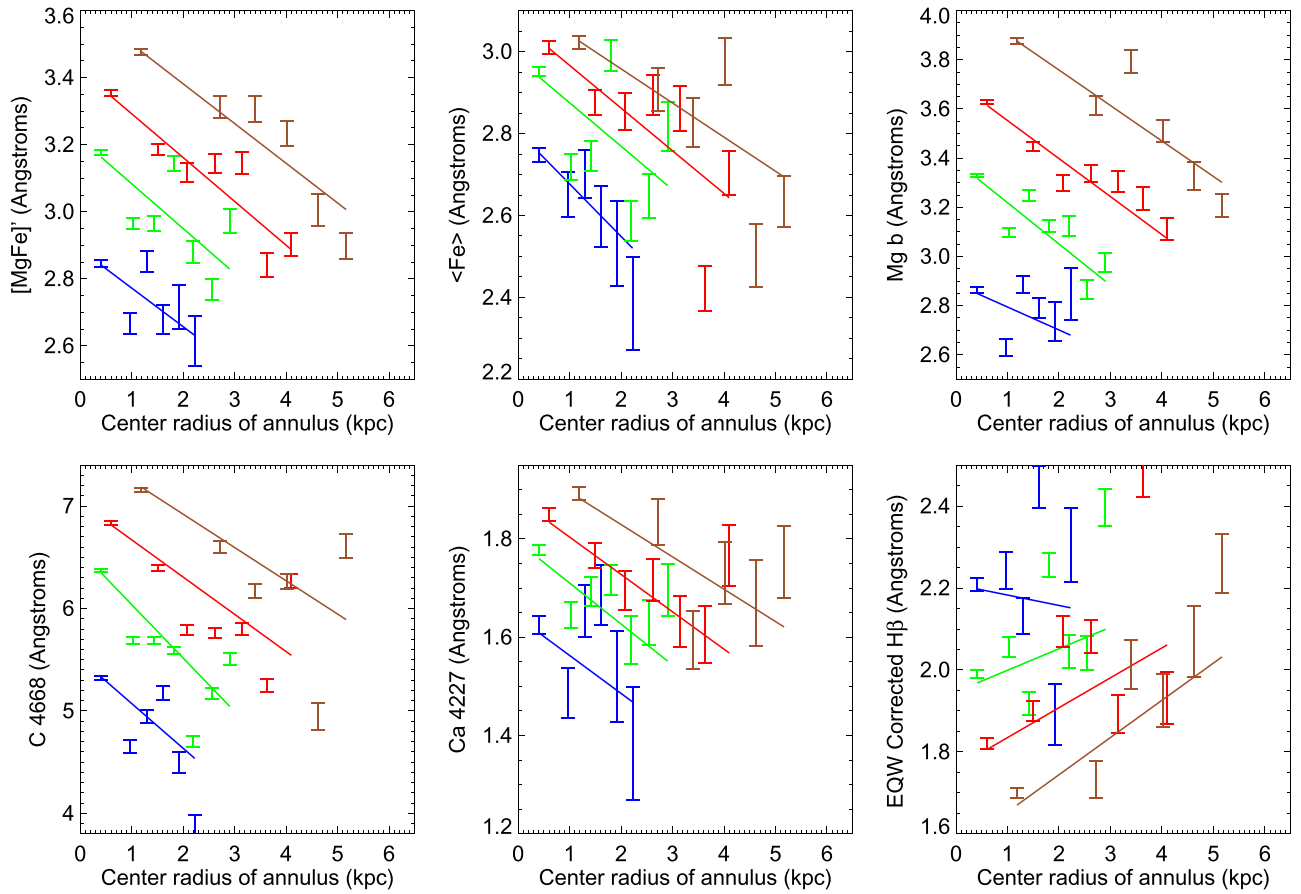 [MgFe]' (Angstroms)
3.6
3.4
3.2
3.0
2.8
2.6
0 1 2 3 4 5 6
Center radius of annulus (kpc)
<Fe> (Angstroms)
3.0
2.8
2.6
2.4
2.2
0 1 2 3 4 5 6
Center radius of annulus (kpc)
Mg b (Angstroms)
4.0
3.8
3.6
3.4
3.2
3.0
2.8
2.6
0 1 2 3 4 5 6
Center radius of annulus (kpc)
C 4668 (Angstroms)
7
6
5
4
0 1 2 3 4 5 6
Center radius of annulus (kpc)
Ca 4227 (Angstroms)
1.8
1.6
1.4
1.2
0 1 2 3 4 5 6
Center radius of annulus (kpc)
EQW Corrected Hβ (Angstroms)
2.4
2.2
2.0
1.8
1.6
0 1 2 3 4 5 6
Center radius of annulus (kpc)